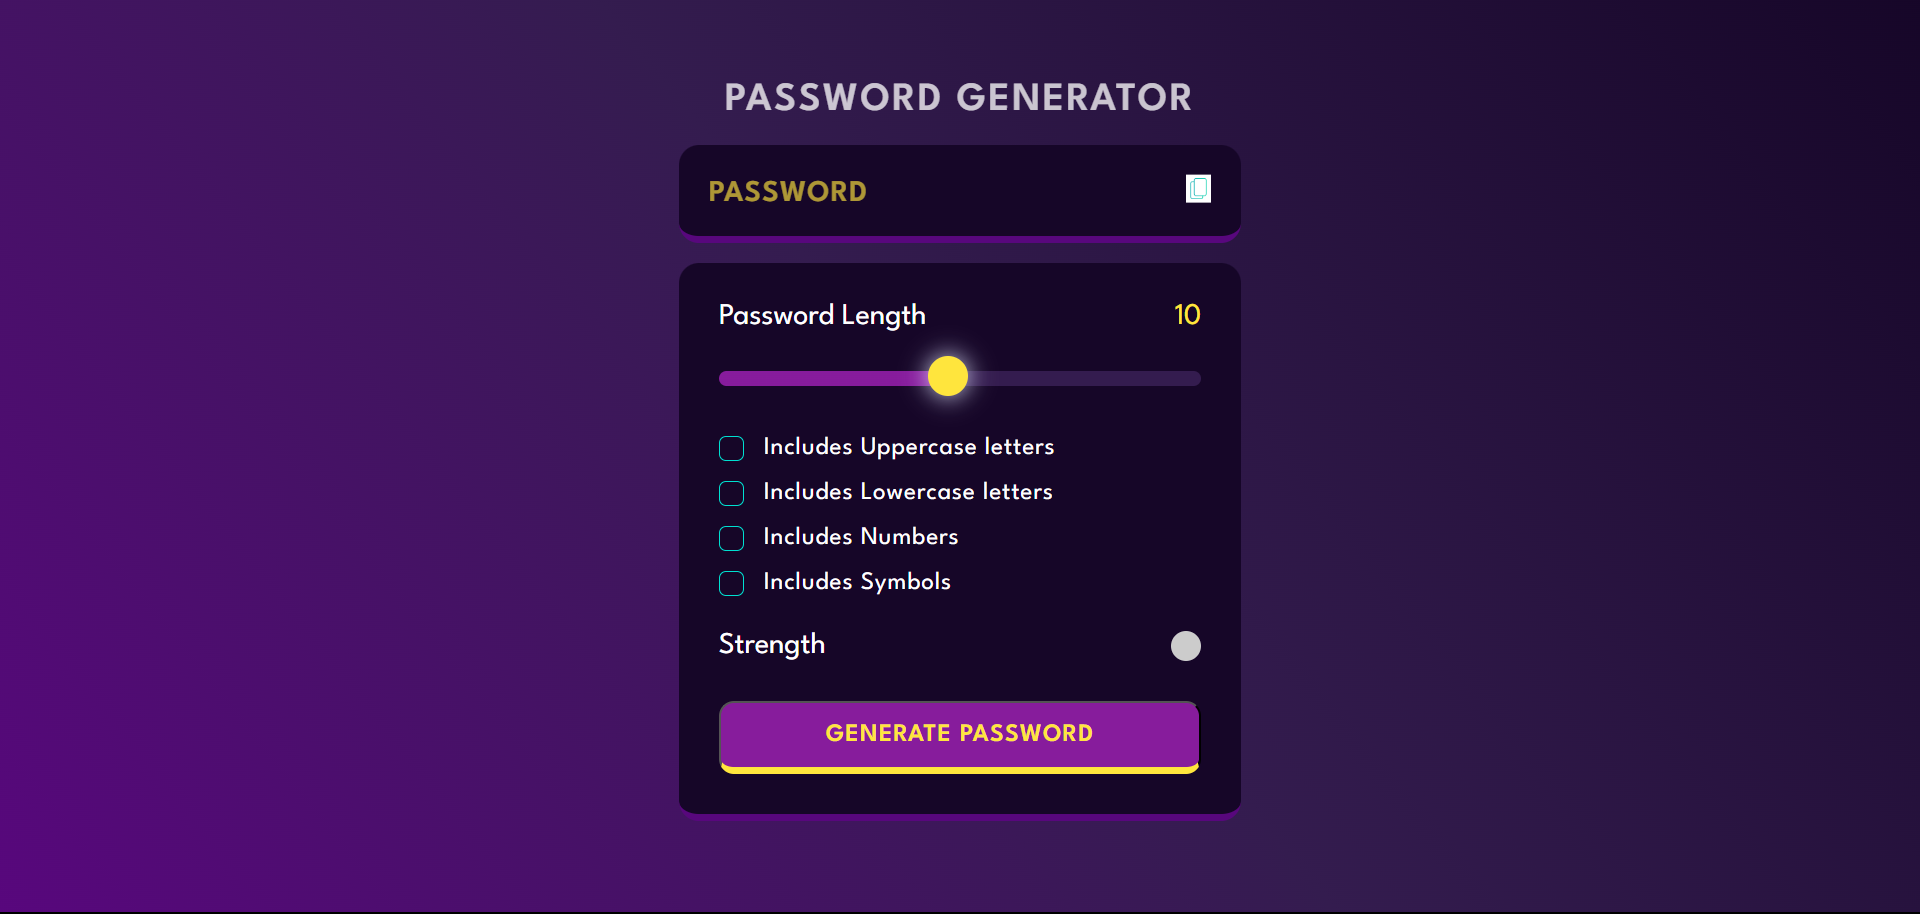 PASSWORD GENERATOR
PASSWORD
Password Length 10
Includes Uppercase letters
Includes Lowercase letters
Includes Numbers
Includes Symbols
Strength
GENERATE PASSWORD